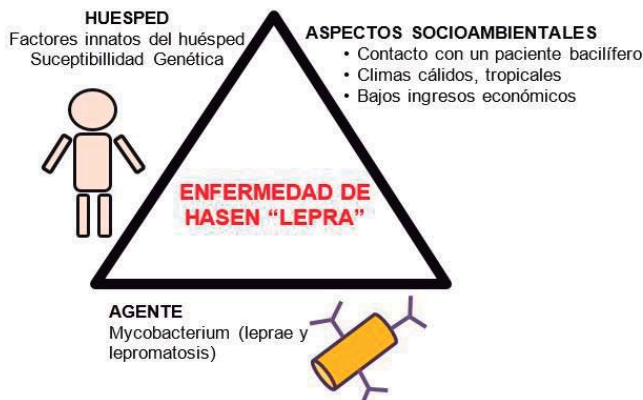 HUESPED
Factores innatos del huésped
Suceptibillidad Genética
ASPECTOS SOCIOAMBIENTALES
• Contacto con un paciente bacilífero
• Climas cálidos, tropicales
• Bajos ingresos económicos
ENFERMEDAD DE
HASEN “LEPRA”
AGENTE
Mycobacterium (leprae y
lepromatosis)